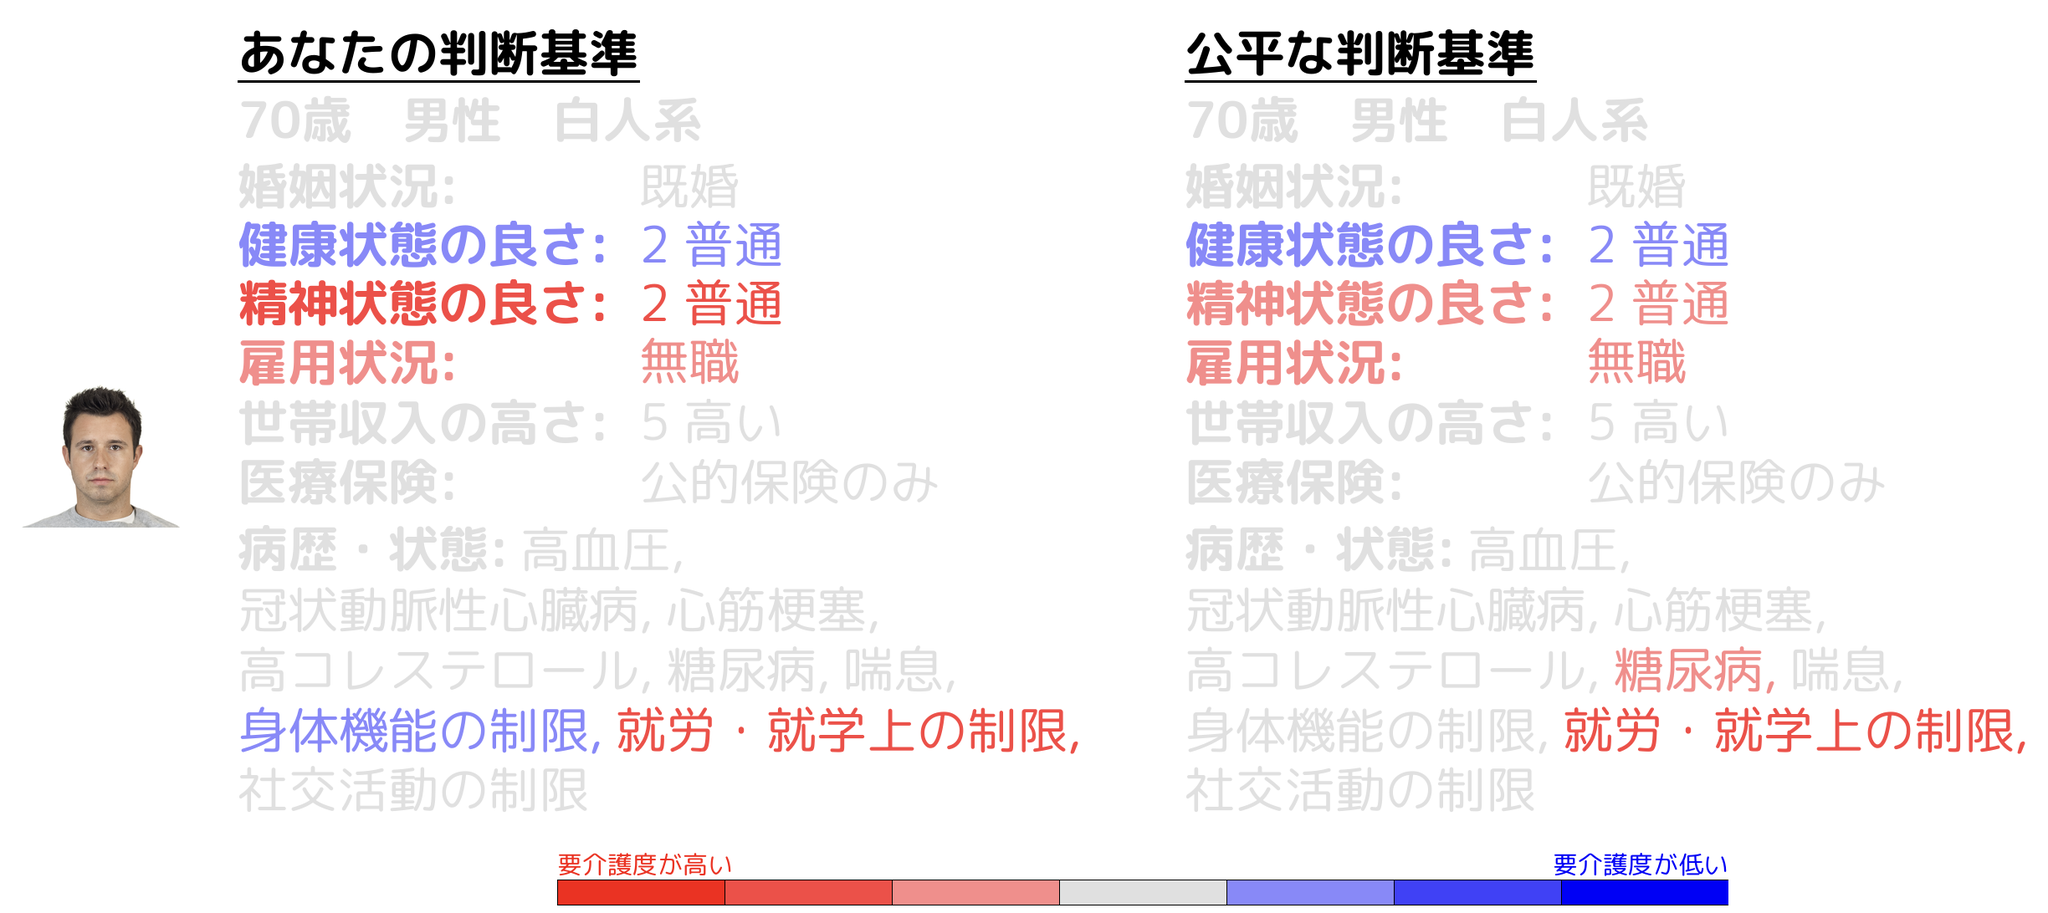 あなたの判断基準
70歳 男性 白人系
婚姻状況: 既婚
健康状態の良さ: 2 普通
精神状態の良さ: 2 普通
雇用状況: 無職
世帯収入の高さ: 5 高い
医療保険: 公的保険のみ
病歴・状態: 高血圧,
冠状動脈性心臓病, 心筋梗塞,
高コレステロール, 糖尿病, 喘息,
身体機能の制限, 就労・就学上の制限,
社交活動の制限
公平な判断基準
70歳 男性 白人系
婚姻状況: 既婚
健康状態の良さ: 2 普通
精神状態の良さ: 2 普通
雇用状況: 無職
世帯収入の高さ: 5 高い
医療保険: 公的保険のみ
病歴・状態: 高血圧,
冠状動脈性心臓病, 心筋梗塞,
高コレステロール, 糖尿病, 喘息,
身体機能の制限, 就労・就学上の制限,
社交活動の制限
要介護度が高い
要介護度が低い